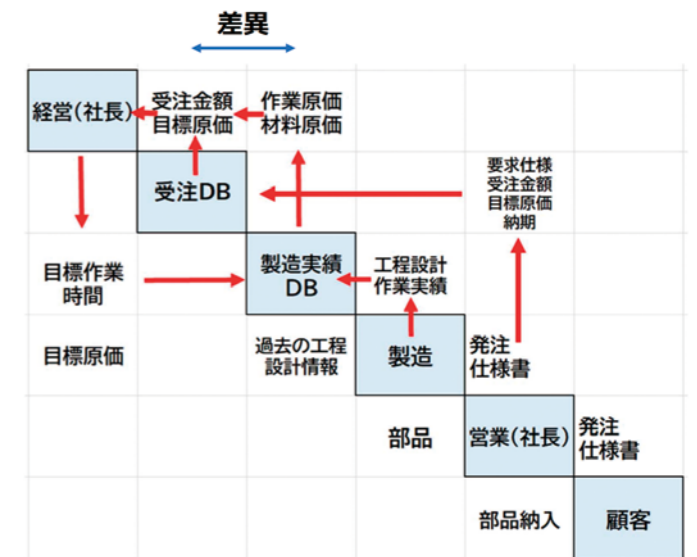 差異
経営(社長)
受注金額
目標原価
作業原価
材料原価
受注DB
要求仕様
受注金額
目標原価
納期
目標作業
時間
製造実績
DB
工程設計
作業実績
目標原価
過去の工程
設計情報
製造
発注
仕様書
部品
営業(社長)
発注
仕様書
部品納入
顧客